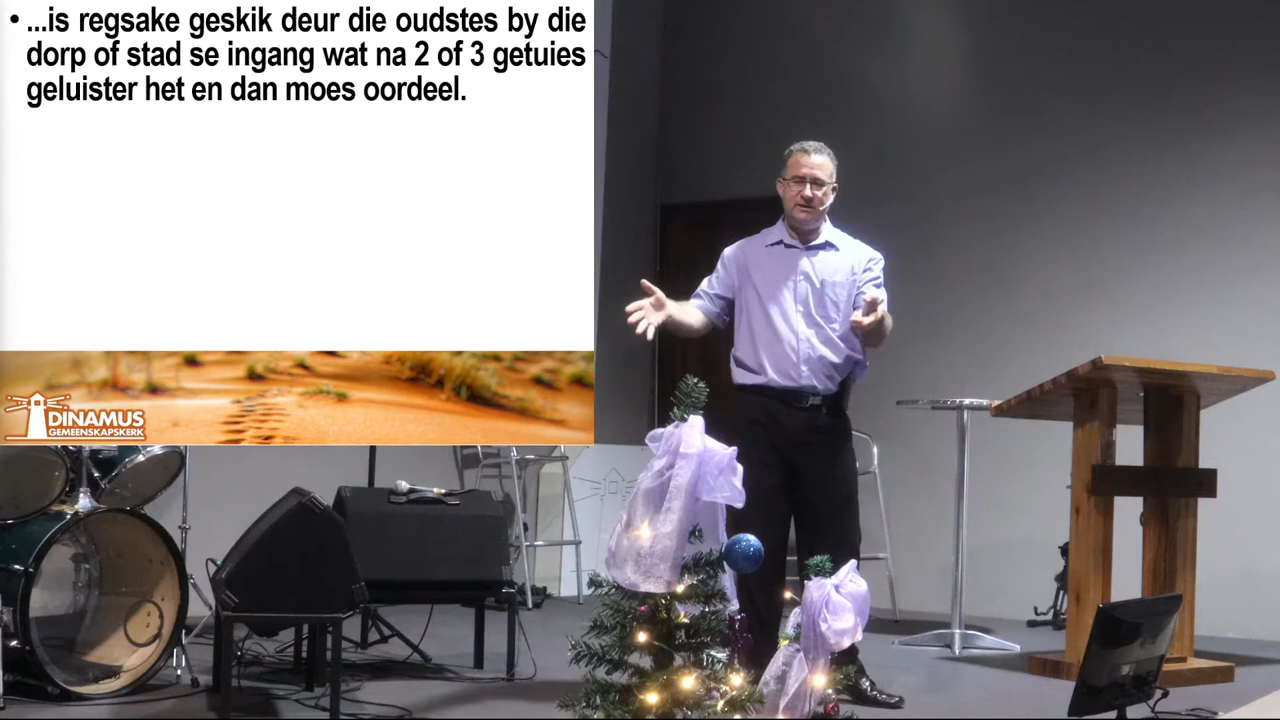 • ...is regsake geskik deur die oudstes by die
dorp of stad se ingang wat na 2 of 3 getuies
geluister het en dan moes oordeel.
DINAMUS
GEMEENSKAPSKERK